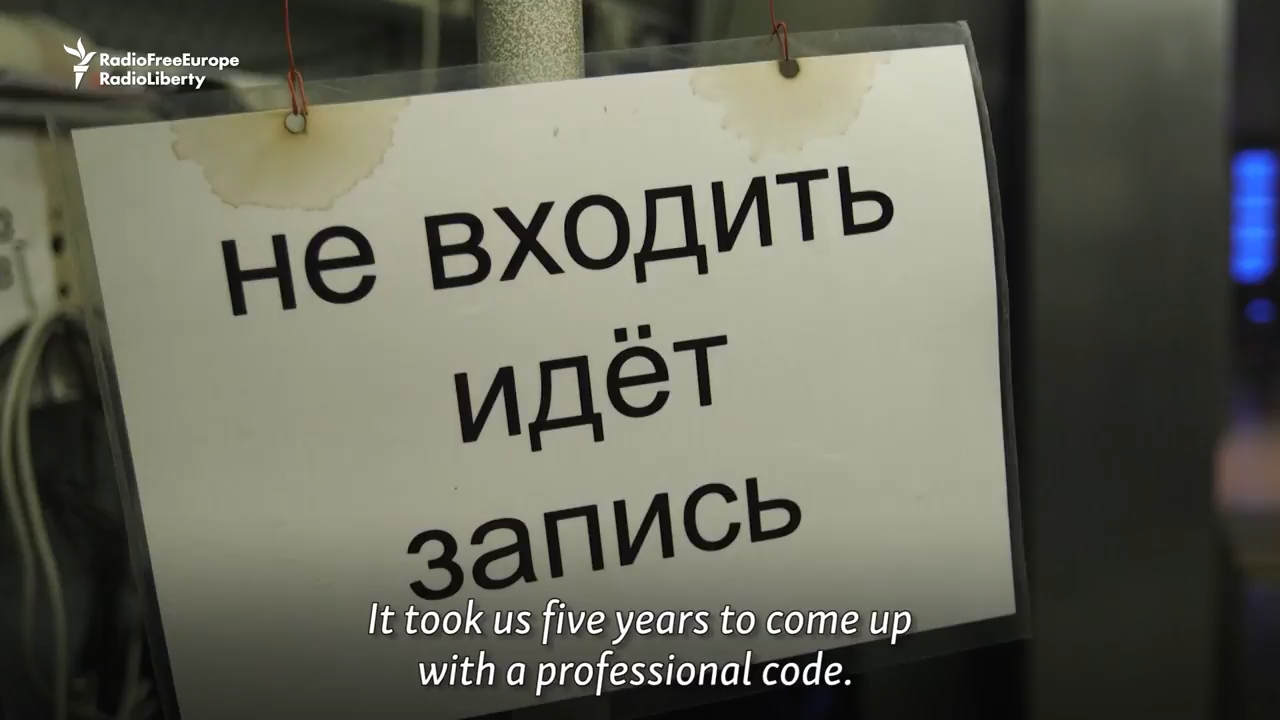 RadioFreeEurope
RadioLiberty
не входить
идёт
запись
It took us five years to come up
with a professional code.